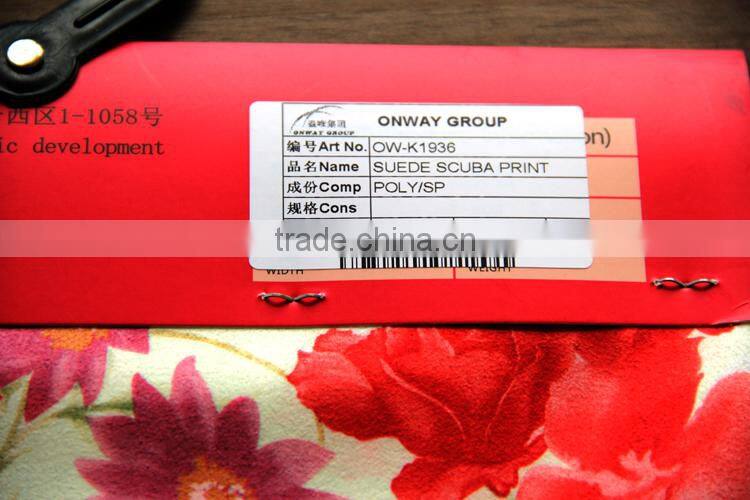 西区1-1058号
ic development
ONWAY GROUP
ONWAY GROUP
编号Art No. OW-K1936
品名Name SUEDE SCUBA PRINT
成份Comp POLY/SP
规格Cons
on)
trade.china.cn
WIDTH
WEIGHT